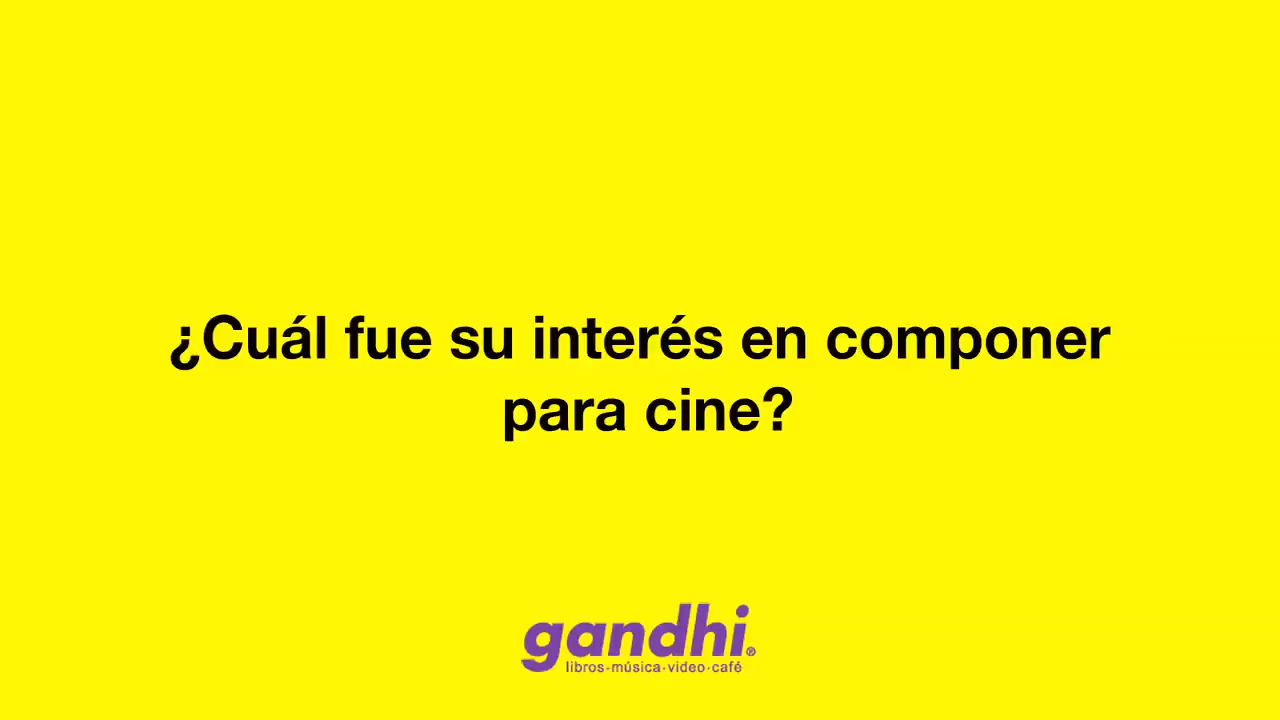 ¿Cuál fue su interés en componer
para cine?
gandhi®
libros·música·video·café